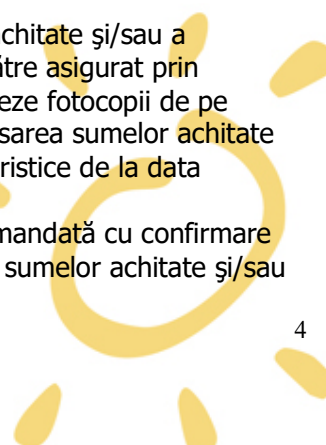 chitate şi/sau a
ătre asigurat prin
eze fotocopii de pe
sarea sumelor achitate
ristice de la data
mandată cu confirmare
sumelor achitate şi/sau
4